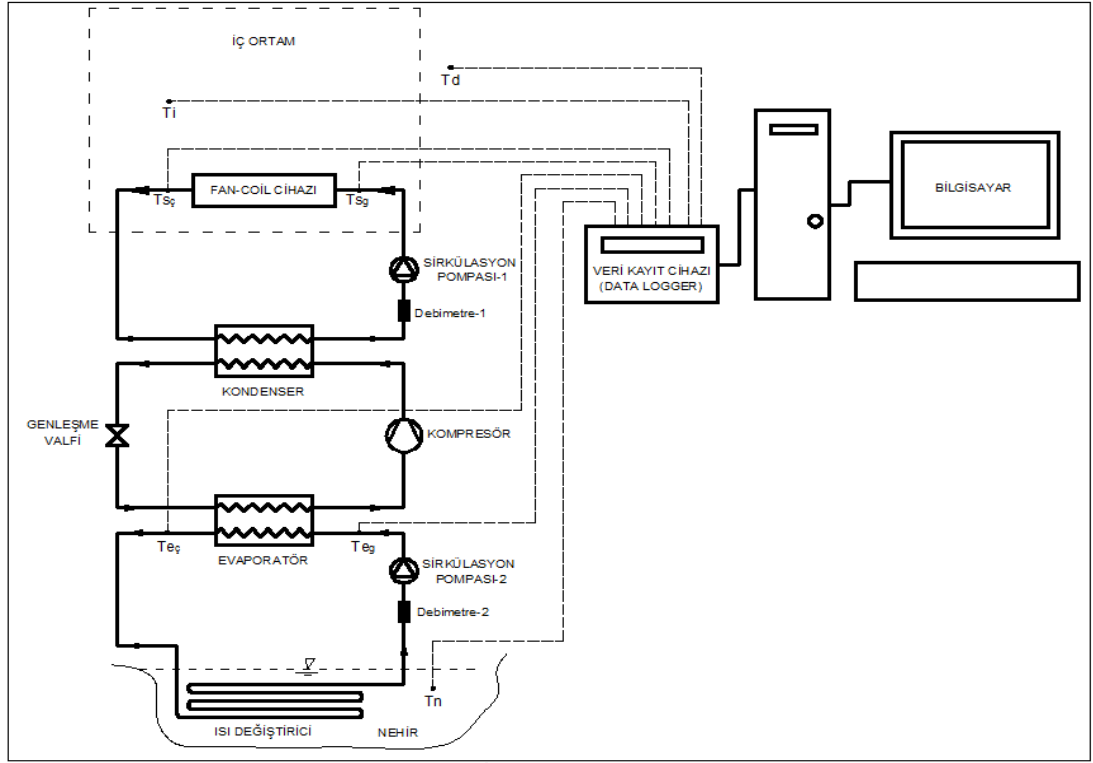 İÇ ORTAM
Td
Ti
FAN-COİL CİHAZI
TSç
TSg
BİLGİSAYAR
VERİ KAYIT CİHAZI
(DATA LOGGER)
SİRKÜLASYON
POMPASI-1
Debimetre-1
KONDENSER
GENLEŞME
VALFİ
KOMPRESÖR
Teç
Teg
EVAPORATÖR
SİRKÜLASYON
POMPASI-2
Debimetre-2
Tn
ISI DEĞİŞTİRİCİ
NEHİR